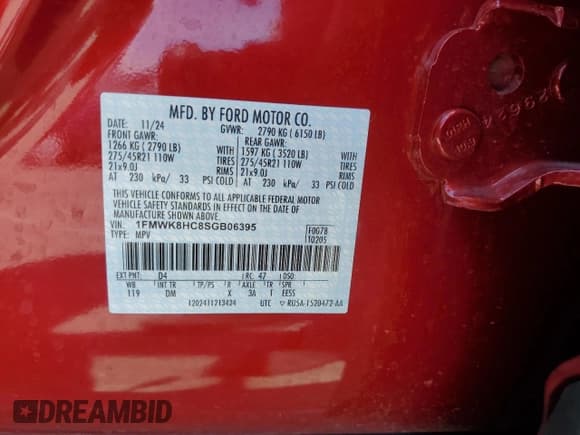 MFD. BY FORD MOTOR CO.
DATE: 11/24 GVWR: 2790 KG ( 6150 LB)
FRONT GAWR: REAR GAWR:
1266 KG ( 2790 LB) WITH 1597 KG ( 3520 LB) WITH
275/45R21 110W TIRES 275/45R21 110W TIRES
21x9.0J RIMS 21x9.0J RIMS
AT 230 kPa/ 33 PSI COLD AT 230 kPa/ 33 PSI COLD
THIS VEHICLE CONFORMS TO ALL APPLICABLE FEDERAL MOTOR
VEHICLE SAFETY AND THEFT PREVENTION STANDARDS IN EFFECT ON
THE DATE OF MANUFACTURE SHOWN ABOVE.
VIN: 1FMWK8HC8SGB06395 F0G78
TYPE: MPV T0205
EXT PNT: D4 RC: 47 DSO:
WB INT TR TP/PS R AXLE TR SPR
119 DM X 3A T EESS
1202411213424 UTC RU5A-1520472-AA
DREAMBID